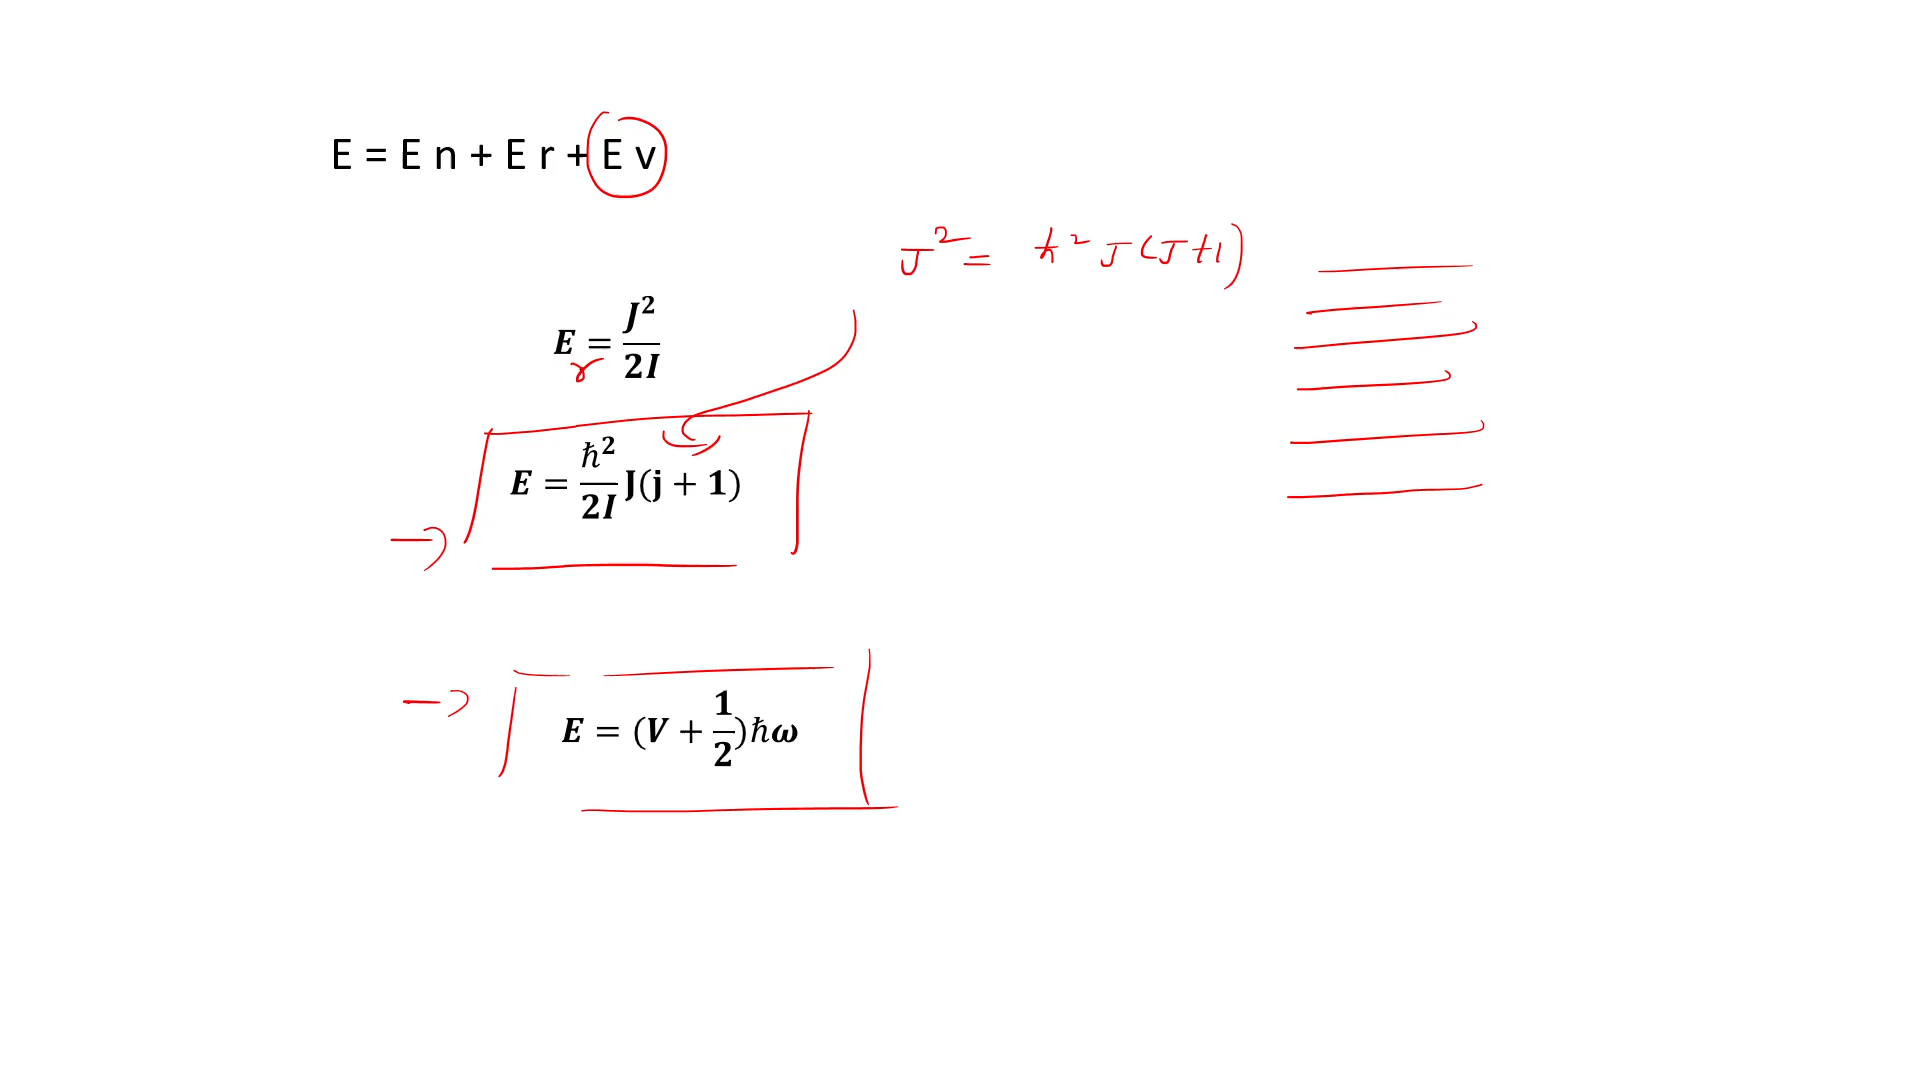 E = E n + E r + E v
J² = ħ² J(J+1)
E = J²/2I
r
E = ħ²/2I J(j + 1)
E = (V + 1/2)ħω